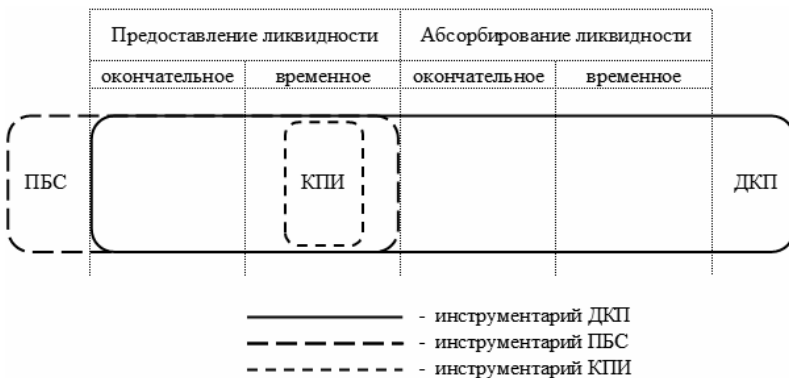 Предоставление ликвидности Абсорбирование ликвидности
окончательное временное окончательное временное
ПБС КПИ ДКП
- инструментарий ДКП
- инструментарий ПБС
- инструментарий КПИ